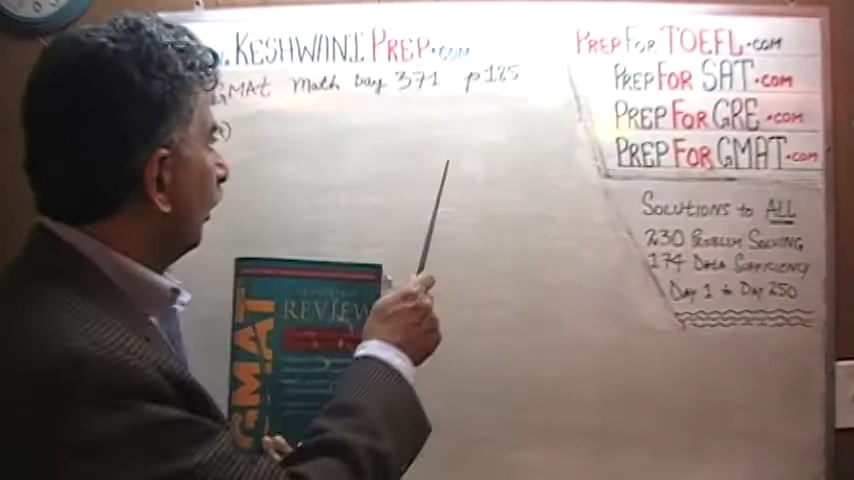 KESHWANI PREP.COM
GMAT Math Day 371 p 125
PREP FOR TOEFL.COM
PREP FOR SAT.COM
PREP FOR GRE.COM
PREP FOR GMAT.COM
SOLUTIONS to ALL
230 PROBLEM SOLVING
174 DATA SUFFICIENCY
DAY 1 to DAY 250
GMAT
REVIEW